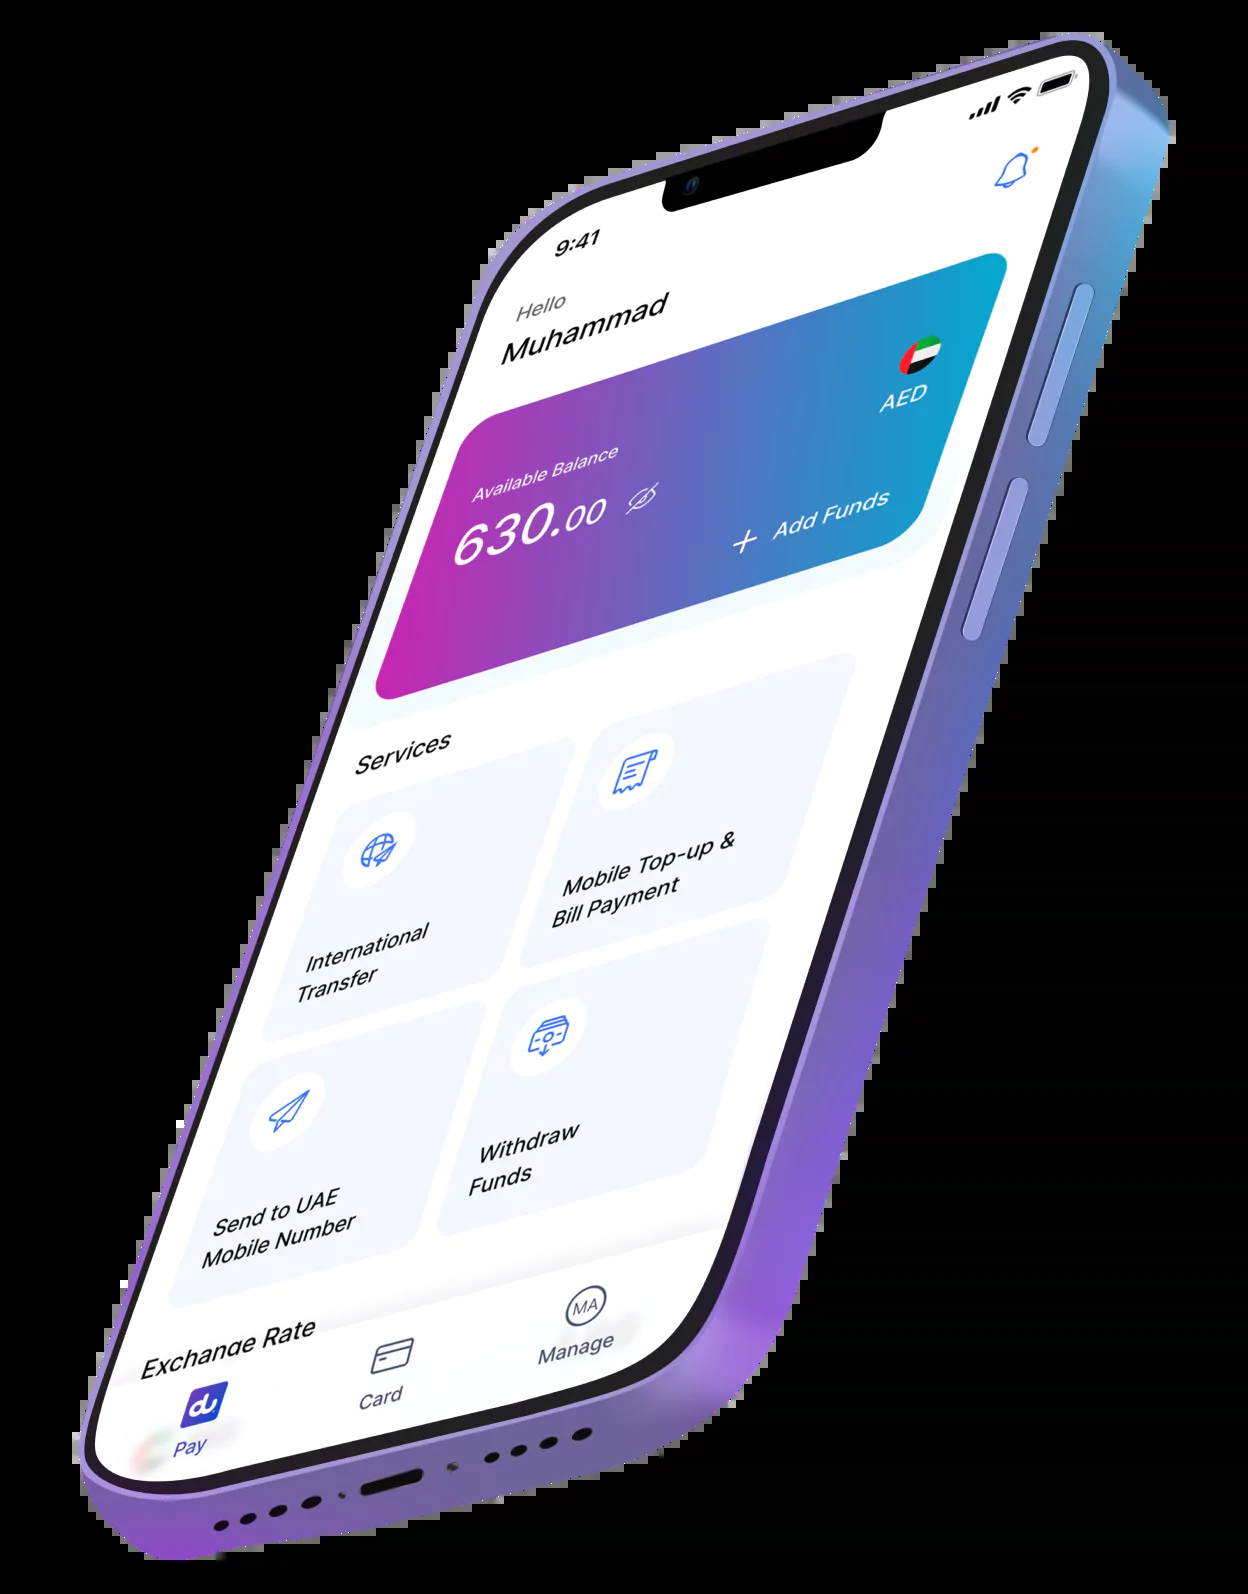 9:41
Hello
Muhammad
AED
Available Balance
630.00
+ Add Funds
Services
International
Transfer
Mobile Top-up &
Bill Payment
Send to UAE
Mobile Number
Withdraw
Funds
Exchange Rate
du
Pay
Card
MA
Manage